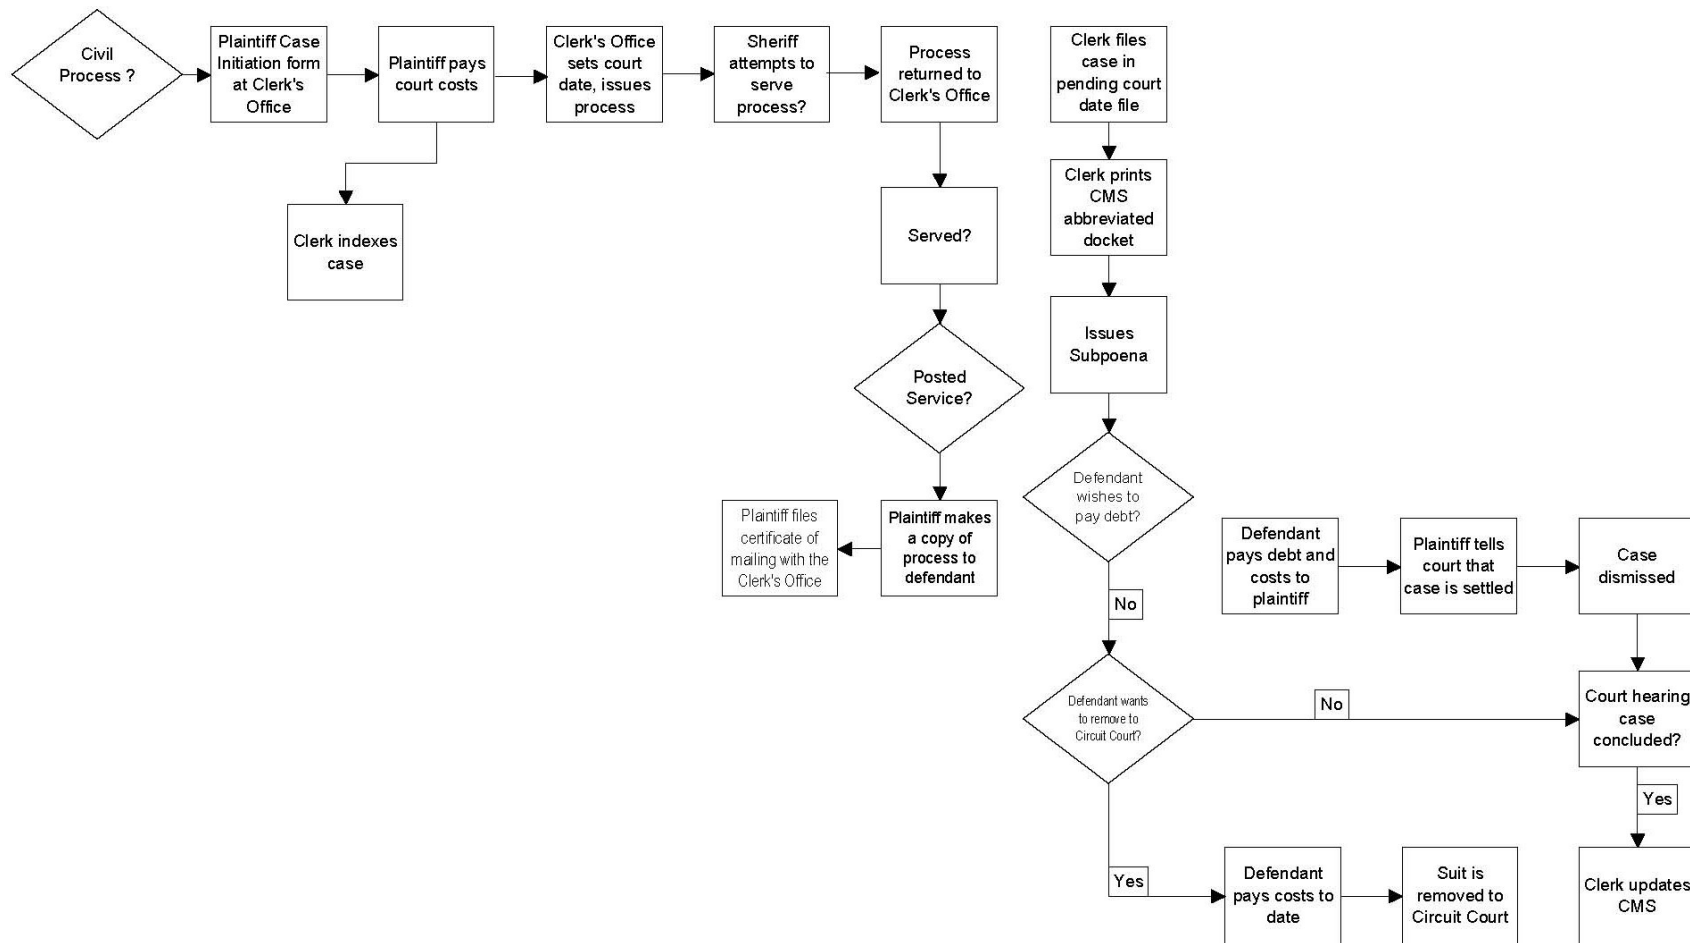 Civil
Process ?
Plaintiff Case
Initiation form
at Clerk's
Office
Plaintiff pays
court costs
Clerk's Office
sets court
date, issues
process
Sheriff
attempts to
serve
process?
Process
returned to
Clerk's Office
Clerk files
case in
pending court
date file
Clerk indexes
case
Served?
Clerk prints
CMS
abbreviated
docket
Issues
Subpoena
Posted
Service?
Defendant
wishes to
pay debt?
Plaintiff files
certificate of
mailing with the
Clerk's Office
Plaintiff makes
a copy of
process to
defendant
Defendant
pays debt and
costs to
plaintiff
Plaintiff tells
court that
case is settled
Case
dismissed
No
Defendant wants
to remove to
Circuit Court?
No
Court hearing
case
concluded?
Yes
Yes
Defendant
pays costs to
date
Suit is
removed to
Circuit Court
Clerk updates
CMS